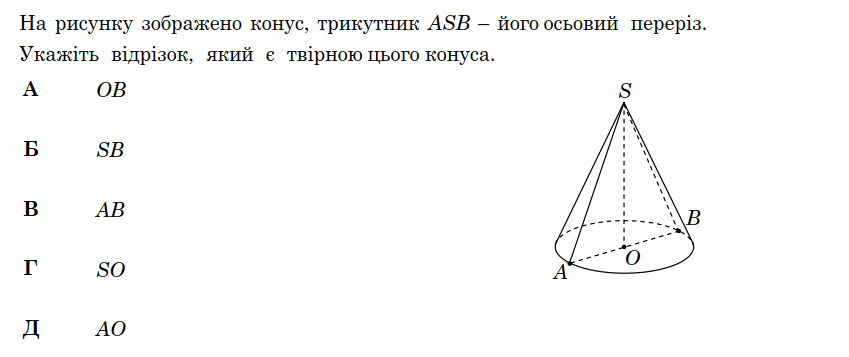 На рисунку зображено конус, трикутник ASB – його осьовий переріз.
Укажіть відрізок, який є твірною цього конуса.
А OB
Б SB
В AB
Г SO
Д AO
S
B
O
A